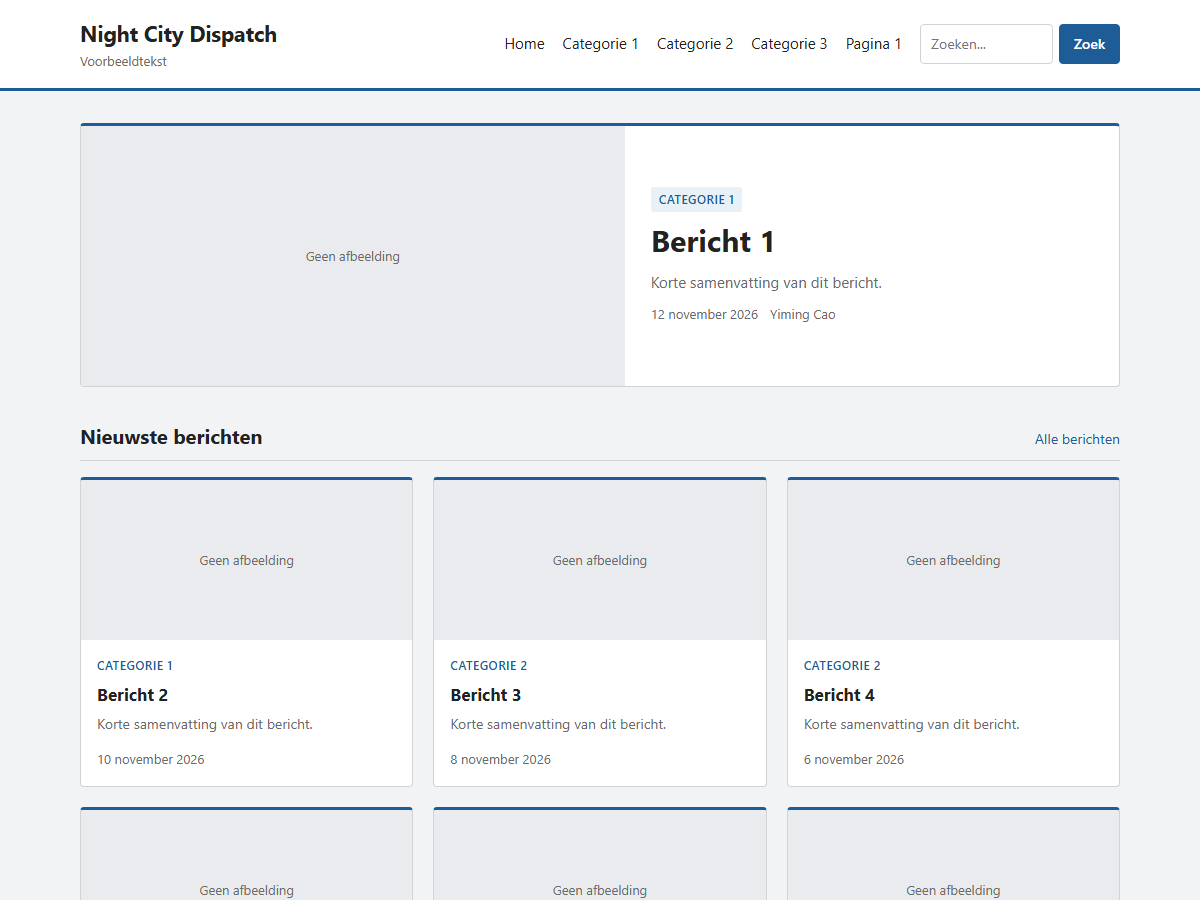 Night City Dispatch
Voorbeeldtekst
Home Categorie 1 Categorie 2 Categorie 3 Pagina 1 Zoeken... Zoek
Geen afbeelding
CATEGORIE 1
Bericht 1
Korte samenvatting van dit bericht.
12 november 2026 Yiming Cao
Nieuwste berichten
Alle berichten
Geen afbeelding
CATEGORIE 1
Bericht 2
Korte samenvatting van dit bericht.
10 november 2026
Geen afbeelding
CATEGORIE 2
Bericht 3
Korte samenvatting van dit bericht.
8 november 2026
Geen afbeelding
CATEGORIE 2
Bericht 4
Korte samenvatting van dit bericht.
6 november 2026
Geen afbeelding
Geen afbeelding
Geen afbeelding